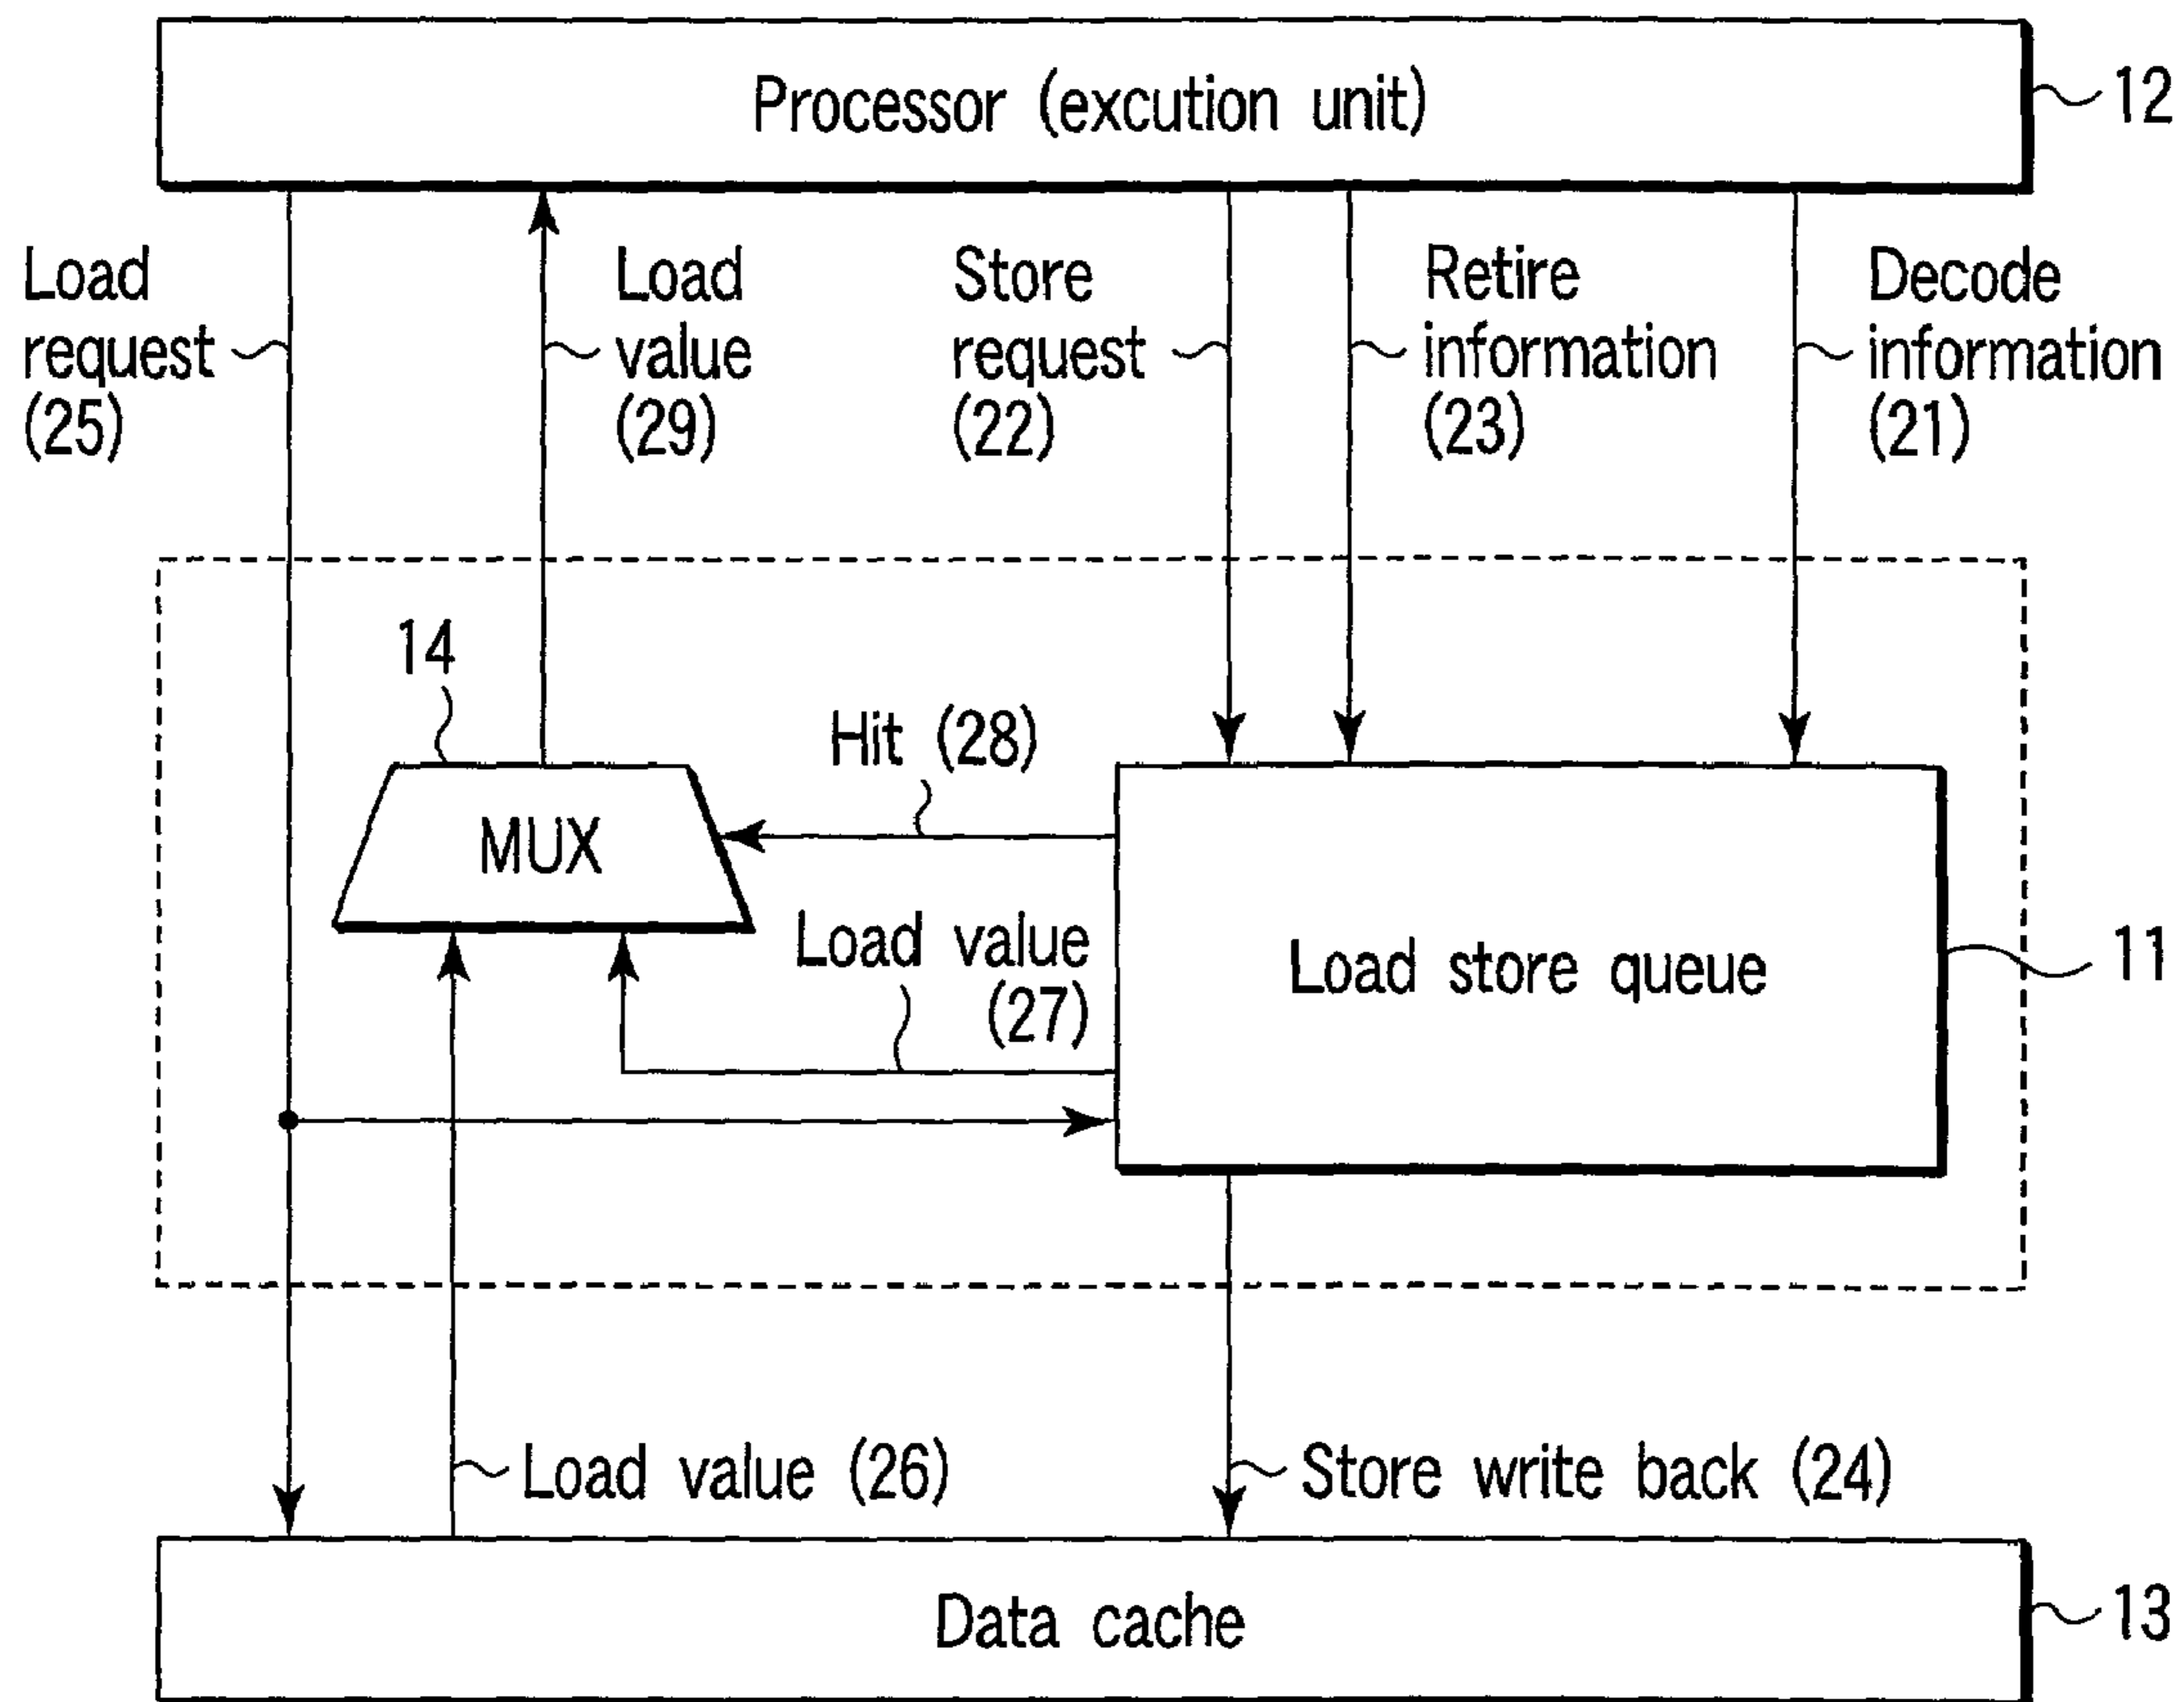 Processor (excution unit)
12
Load
request
(25)
Load
value
(29)
Store
request
(22)
Retire
information
(23)
Decode
information
(21)
14
Hit (28)
MUX
Load value
(27)
Load store queue
11
Load value (26)
Store write back (24)
Data cache
13